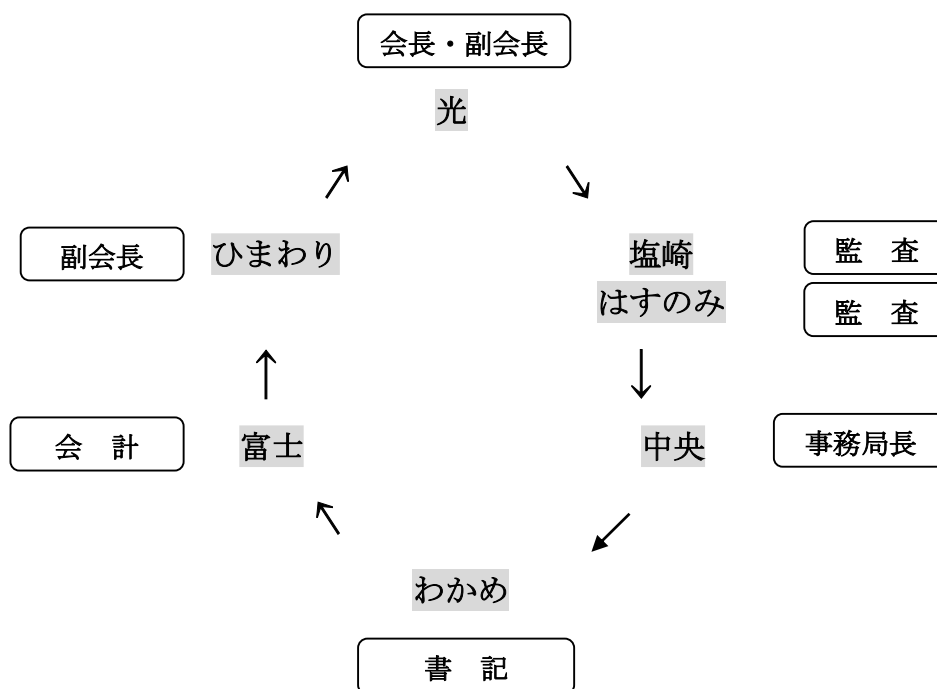 会長・副会長
光
副会長
ひまわり
塩崎
はすのみ
監　査
監　査
会　計
富士
中央
事務局長
わかめ
書　記